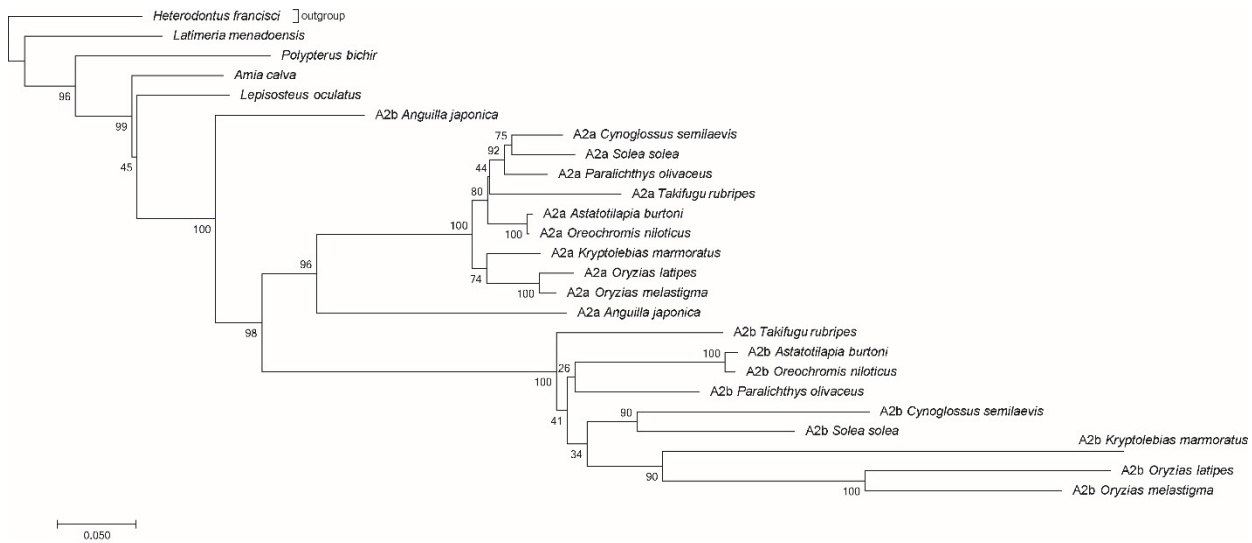 Heterodontus francisci outgroup
Latimeria menadoensis
Polypterus bichir
96
Amia calva
99
Lepisosteus oculatus
45
A2b Anguilla japonica
75
A2a Cynoglossus semilaevis
92
A2a Solea solea
44
A2a Paralichthys olivaceus
80
A2a Takifugu rubripes
A2a Astatotilapia burtoni
100
100
A2a Oreochromis niloticus
100
A2a Kryptolebias marmoratus
96
74
A2a Oryzias latipes
100
A2a Oryzias melastigma
A2a Anguilla japonica
98
A2b Takifugu rubripes
100
A2b Astatotilapia burtoni
26
A2b Oreochromis niloticus
100
A2b Paralichthys olivaceus
90
A2b Cynoglossus semilaevis
41
A2b Solea solea
A2b Kryptolebias marmoratus
34
A2b Oryzias latipes
90
100
A2b Oryzias melastigma
0.050